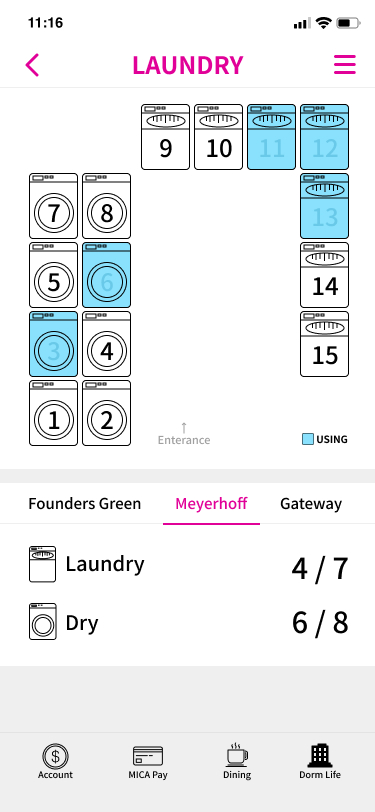 11:16
LAUNDRY
9 10 11 12
7 8 13
5 6 14
3 4 15
1 2
Enterance
USING
Founders Green Meyerhoff Gateway
Laundry 4 / 7
Dry 6 / 8
$
Account MICA Pay Dining Dorm Life